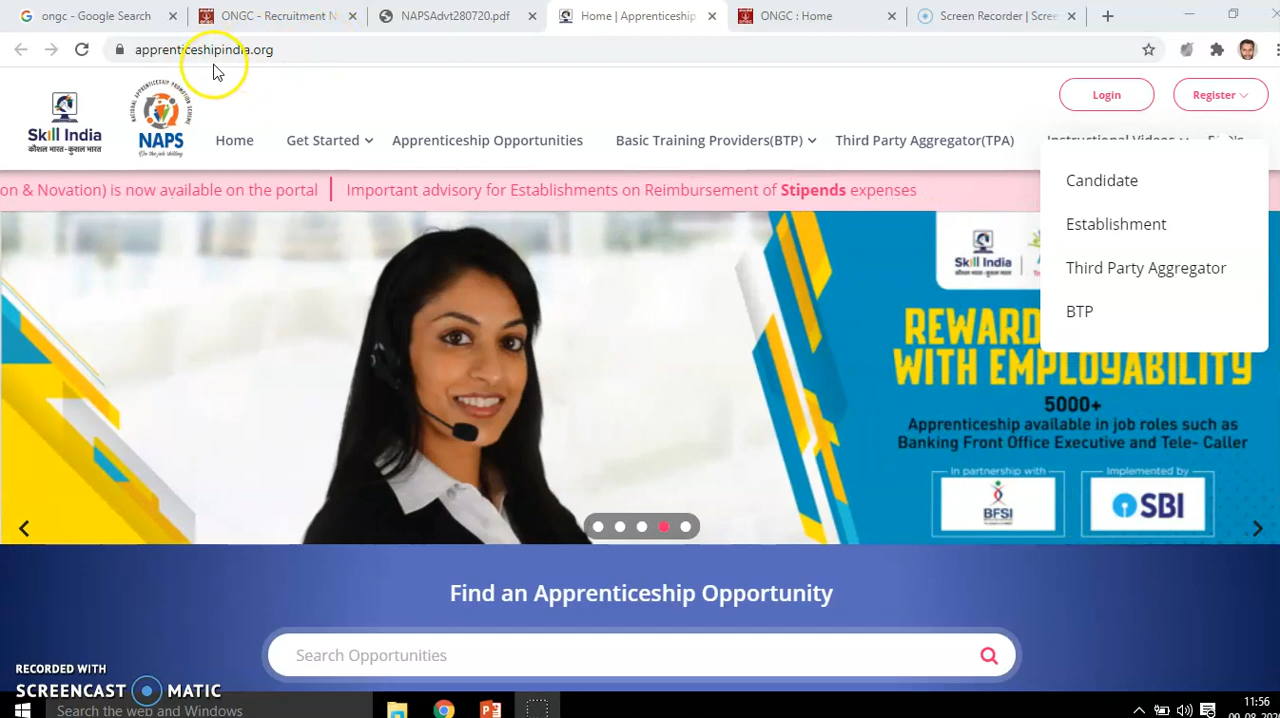 ongc - Google Search
ONGC - Recruitment N
NAPSAdvt280720.pdf
Home | Apprenticeship
ONGC : Home
Screen Recorder | Scre
apprenticeshipindia.org
Login
Register
Skill India
कौशल भारत-कुशल भारत
NATIONAL APPRENTICESHIP PROMOTION SCHEME
NAPS
On the job skilling
Home
Get Started
Apprenticeship Opportunities
Basic Training Providers(BTP)
Third Party Aggregator(TPA)
Instructional Videos
on & Novation) is now available on the portal
Important advisory for Establishments on Reimbursement of Stipends expenses
Candidate
Establishment
Third Party Aggregator
BTP
Skill India
REWARD
WITH EMPLOYABILITY
5000+
Apprenticeship available in job roles such as
Banking Front Office Executive and Tele- Caller
In partnership with
BFSI
Implemented by
SBI
Find an Apprenticeship Opportunity
Search Opportunities
RECORDED WITH
SCREENCAST MATIC
Search the web and Windows
11:56